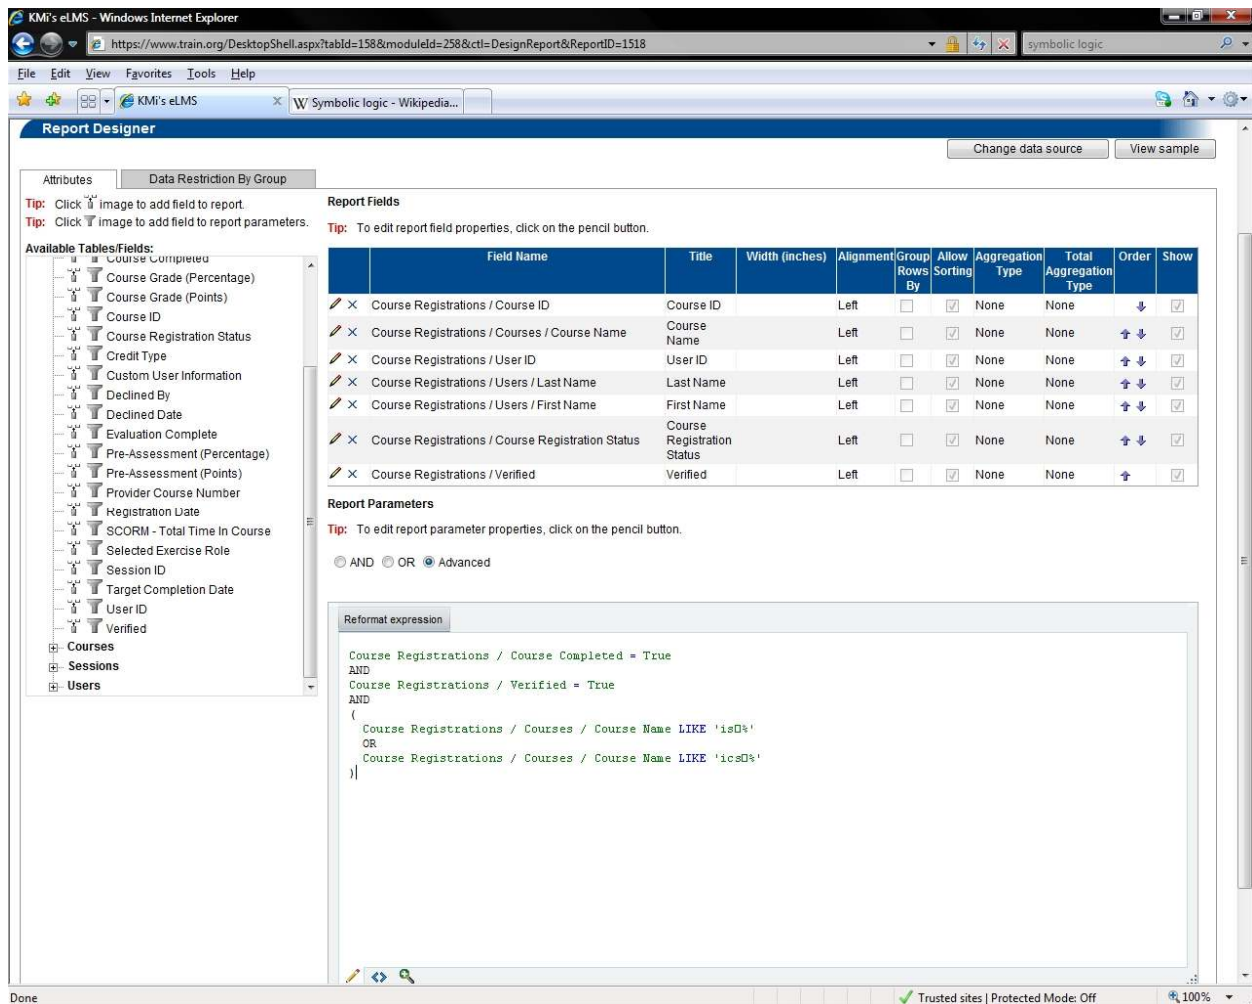 KMi's eLMS - Windows Internet Explorer
https://www.train.org/DesktopShell.aspx?tabId=158&moduleId=258&ctl=DesignReport&ReportID=1518
symbolic logic
File Edit View Favorites Tools Help
KMi's eLMS
Symbolic logic - Wikipedia...
Report Designer
Change data source
View sample
Attributes
Data Restriction By Group
Tip: Click image to add field to report.
Tip: Click image to add field to report parameters.
Available Tables/Fields:
Course Completed
Course Grade (Percentage)
Course Grade (Points)
Course ID
Course Registration Status
Credit Type
Custom User Information
Declined By
Declined Date
Evaluation Complete
Pre-Assessment (Percentage)
Pre-Assessment (Points)
Provider Course Number
Registration Date
SCORM - Total Time In Course
Selected Exercise Role
Session ID
Target Completion Date
User ID
Verified
Courses
Sessions
Users
Report Fields
Tip: To edit report field properties, click on the pencil button.
Field Name Title Width (inches) Alignment Group Rows By Allow Sorting Aggregation Type Total Aggregation Type Order Show
Course Registrations / Course ID Course ID Left None None
Course Registrations / Courses / Course Name Course Name Left None None
Course Registrations / User ID User ID Left None None
Course Registrations / Users / Last Name Last Name Left None None
Course Registrations / Users / First Name First Name Left None None
Course Registrations / Course Registration Status Course Registration Status Left None None
Course Registrations / Verified Verified Left None None
Report Parameters
Tip: To edit report parameter properties, click on the pencil button.
AND OR Advanced
Reformat expression
Course Registrations / Course Completed = True
AND
Course Registrations / Verified = True
AND
(
Course Registrations / Courses / Course Name LIKE 'is▯%'
OR
Course Registrations / Courses / Course Name LIKE 'ics▯%'
)
Done
Trusted sites | Protected Mode: Off
100%